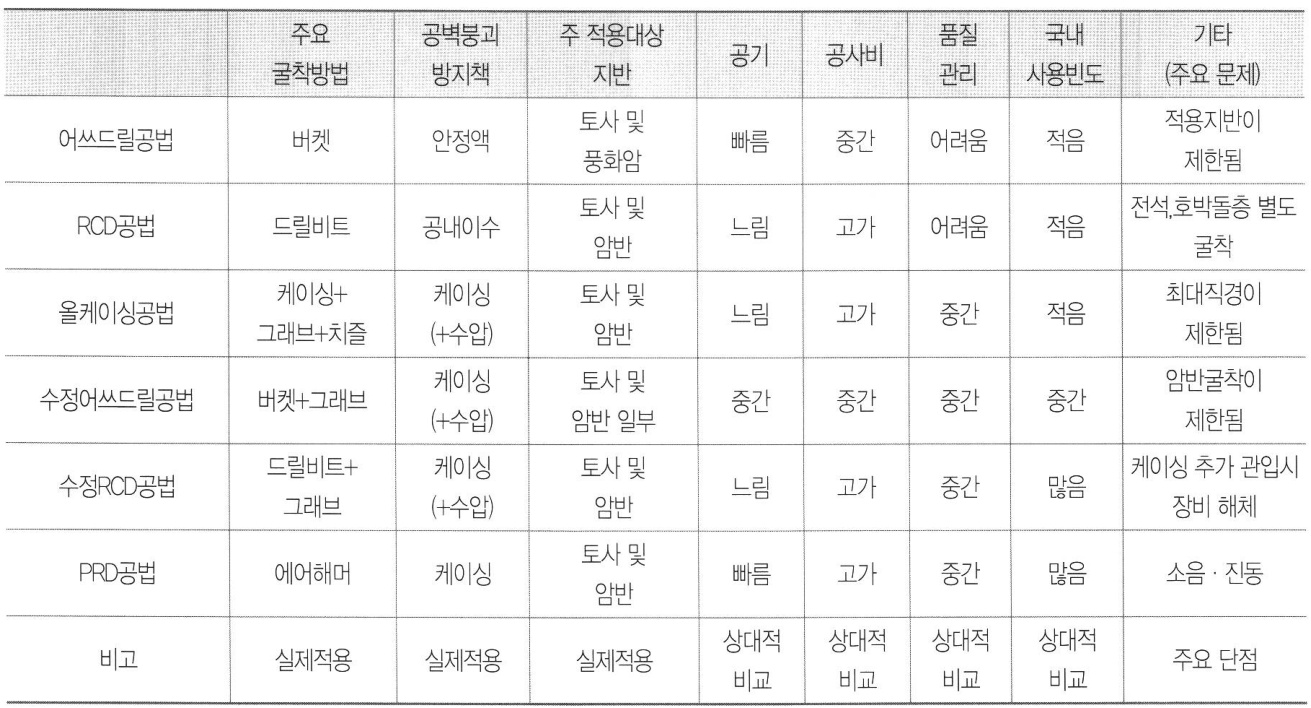 주요 굴착방법 공벽붕괴 방지책 주 적용대상 지반 공기 공사비 품질 관리 국내 사용빈도 기타 (주요 문제)
어쓰드릴공법 버켓 안정액 토사 및 풍화암 빠름 중간 어려움 적음 적용지반이 제한됨
RCD공법 드릴비트 공내이수 토사 및 암반 느림 고가 어려움 적음 전석,호박돌층 별도 굴착
올케이싱공법 케이싱+ 그래브+치즐 케이싱 (+수압) 토사 및 암반 느림 고가 중간 적음 최대직경이 제한됨
수정어쓰드릴공법 버켓+그래브 케이싱 (+수압) 토사 및 암반 일부 중간 중간 중간 중간 암반굴착이 제한됨
수정RCD공법 드릴비트+ 그래브 케이싱 (+수압) 토사 및 암반 느림 고가 중간 많음 케이싱 추가 관입시 장비 해체
PRD공법 에어해머 케이싱 토사 및 암반 빠름 고가 중간 많음 소음 · 진동
비고 실제적용 실제적용 실제적용 상대적 비교 상대적 비교 상대적 비교 상대적 비교 주요 단점